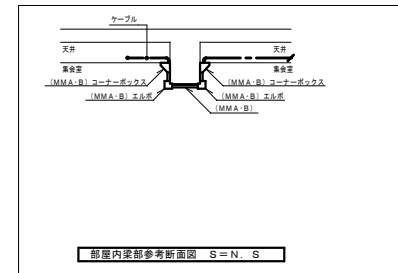 ケーブル
天井 天井
集会室 集会室
(MMA・B) コーナーボックス (MMA・B) コーナーボックス
(MMA・B) エルボ (MMA・B) エルボ
(MMA・B)
部屋内梁部参考断面図 S=N. S